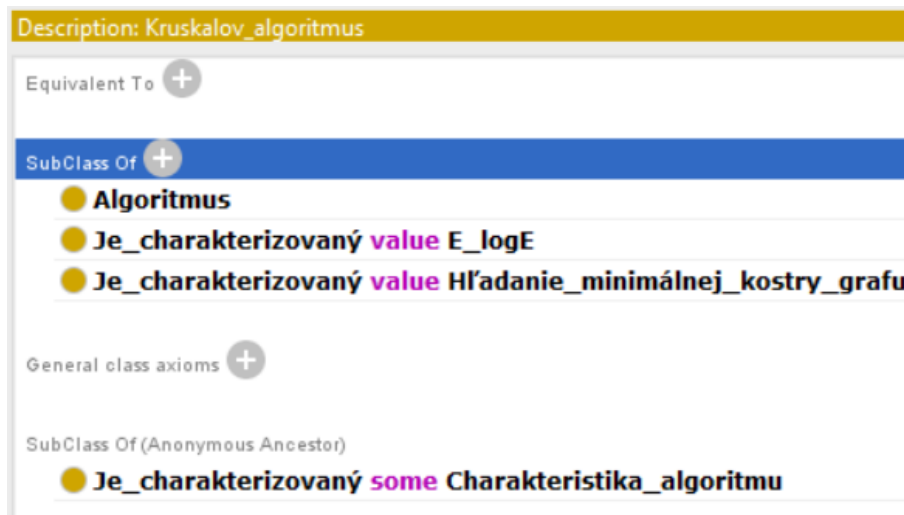 Description: Kruskalov_algoritmus
Equivalent To
SubClass Of
Algoritmus
Je_charakterizovaný value E_logE
Je_charakterizovaný value Hľadanie_minimálnej_kostry_grafu
General class axioms
SubClass Of (Anonymous Ancestor)
Je_charakterizovaný some Charakteristika_algoritmu